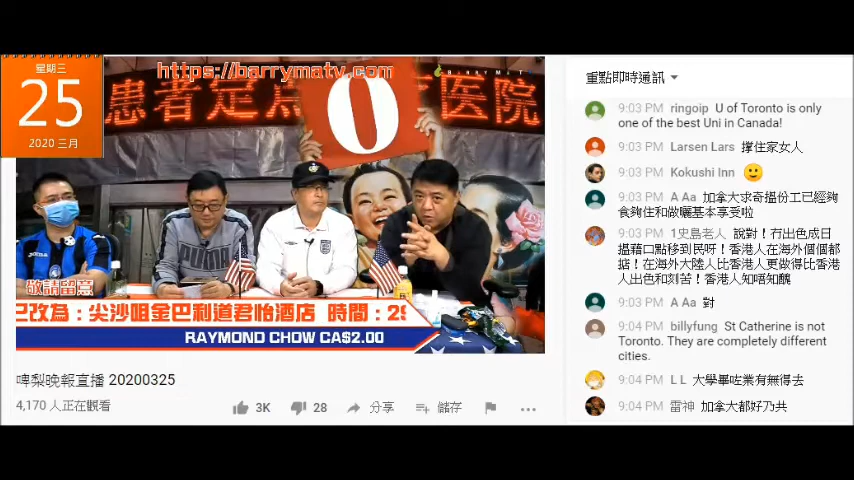 星期三
25
2020 三月
https://barrymatv.com
BARRY MA T
患者定点
医院
0
PUMA
敬請留意
已改為：尖沙咀金巴利道君怡酒店 時間：29
RAYMOND CHOW CA$2.00
啤梨晚報直播 20200325
4,170 人正在觀看
3K
28
分享
儲存
重點即時通訊
9:03 PM ringoip U of Toronto is only
one of the best Uni in Canada!
9:03 PM Larsen Lars 撐住家女人
9:03 PM Kokushi Inn 🙂
9:03 PM A Aa 加拿大求奇搵份工已經夠
食夠住和做曬基本享受啦
9:03 PM 1史島老人 說對！冇出色成日
搵藉口點移到民呀！香港人在海外個個都
掂！在海外大陸人比香港人更做得比香港
人出色和刻苦！香港人知唔知醜
9:03 PM A Aa 對
9:04 PM billyfung St Catherine is not
Toronto. They are completely different
cities.
9:04 PM L L 大學畢咗業有無得去
9:04 PM 雷神 加拿大都好乃共